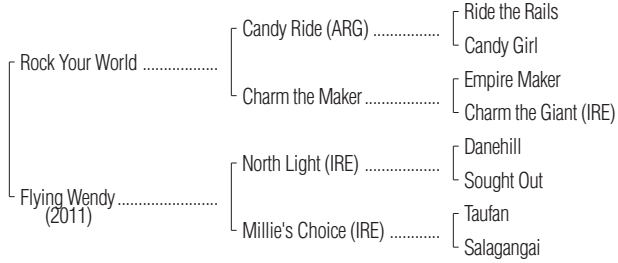 Ride the Rails
Candy Ride (ARG) ................
Candy Girl
Rock Your World ..................
Empire Maker
Charm the Maker .................
Charm the Giant (IRE)
Danehill
North Light (IRE) .................
Sought Out
Flying Wendy ........................
(2011)
Taufan
Millie's Choice (IRE) ............
Salagangai